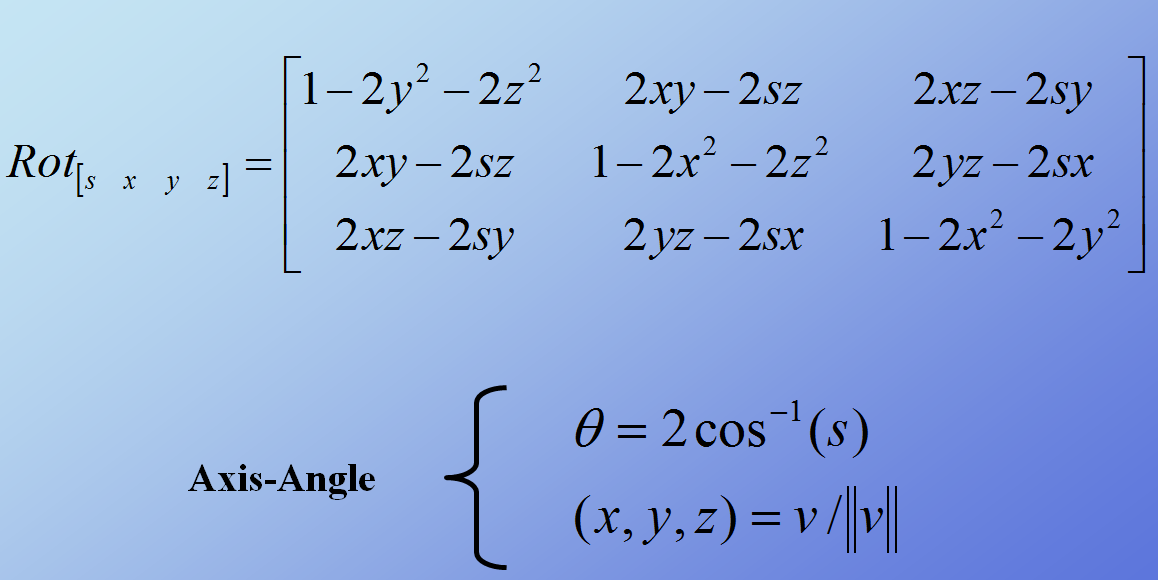 1 − 2y² − 2z² 2xy − 2sz 2xz − 2sy
Rot[s x y z] = 2xy − 2sz 1 − 2x² − 2z² 2yz − 2sx
2xz − 2sy 2yz − 2sx 1 − 2x² − 2y²
θ = 2cos⁻¹(s)
Axis-Angle
(x, y, z) = v /‖v‖